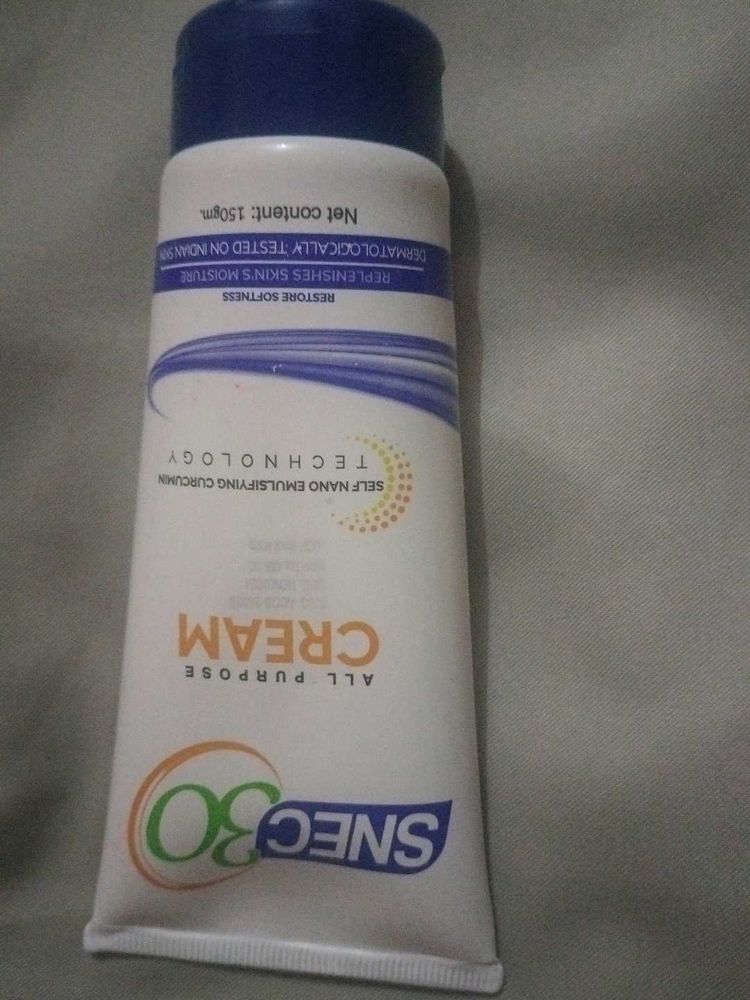 SNEC30
ALL PURPOSE
CREAM
SELF NANO EMULSIFYING CURCUMIN
TECHNOLOGY
RESTORE SOFTNESS
REPLENISHES SKIN'S MOISTURE
DERMATOLOGICALLY TESTED ON INDIAN SKIN
Net content: 150gm.